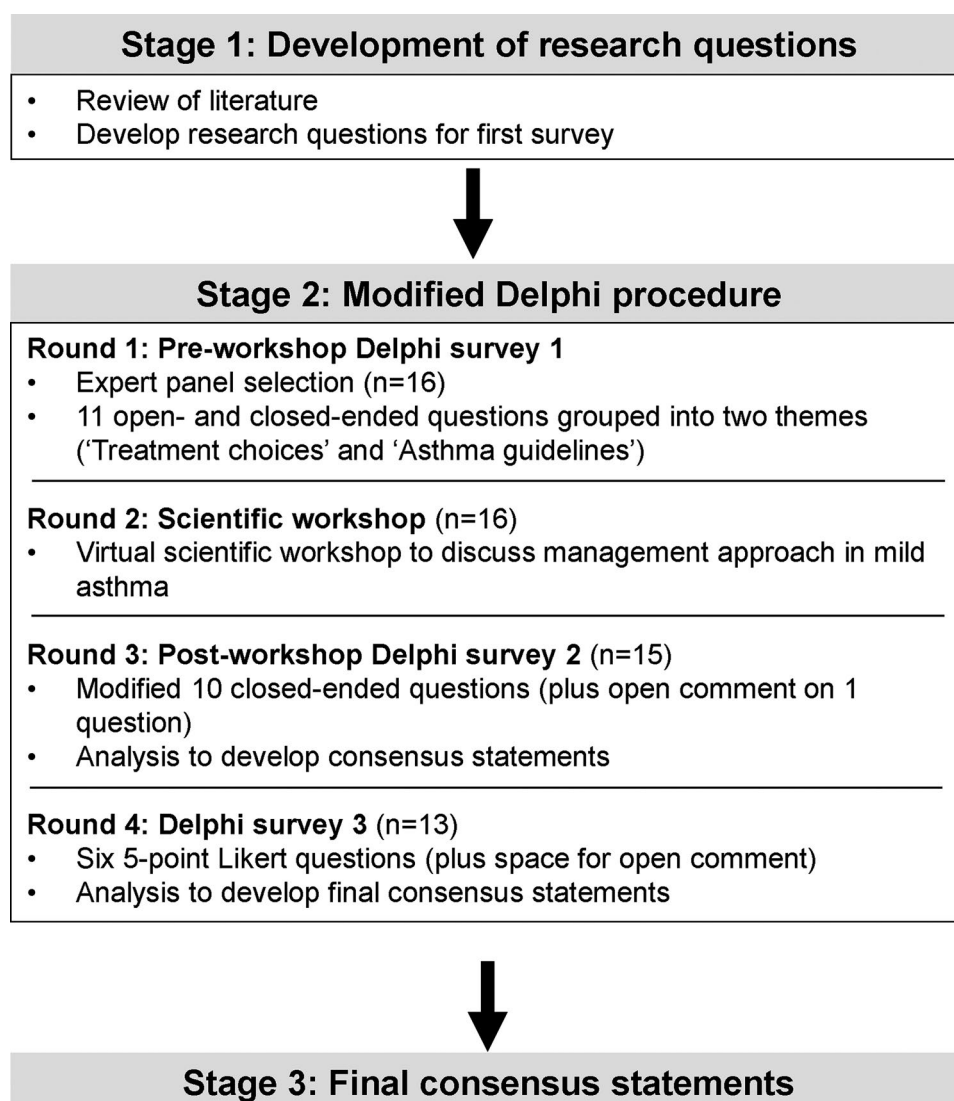 Stage 1: Development of research questions
• Review of literature
• Develop research questions for first survey
Stage 2: Modified Delphi procedure
Round 1: Pre-workshop Delphi survey 1
• Expert panel selection (n=16)
• 11 open- and closed-ended questions grouped into two themes
(‘Treatment choices’ and ‘Asthma guidelines’)
Round 2: Scientific workshop (n=16)
• Virtual scientific workshop to discuss management approach in mild
asthma
Round 3: Post-workshop Delphi survey 2 (n=15)
• Modified 10 closed-ended questions (plus open comment on 1
question)
• Analysis to develop consensus statements
Round 4: Delphi survey 3 (n=13)
• Six 5-point Likert questions (plus space for open comment)
• Analysis to develop final consensus statements
Stage 3: Final consensus statements